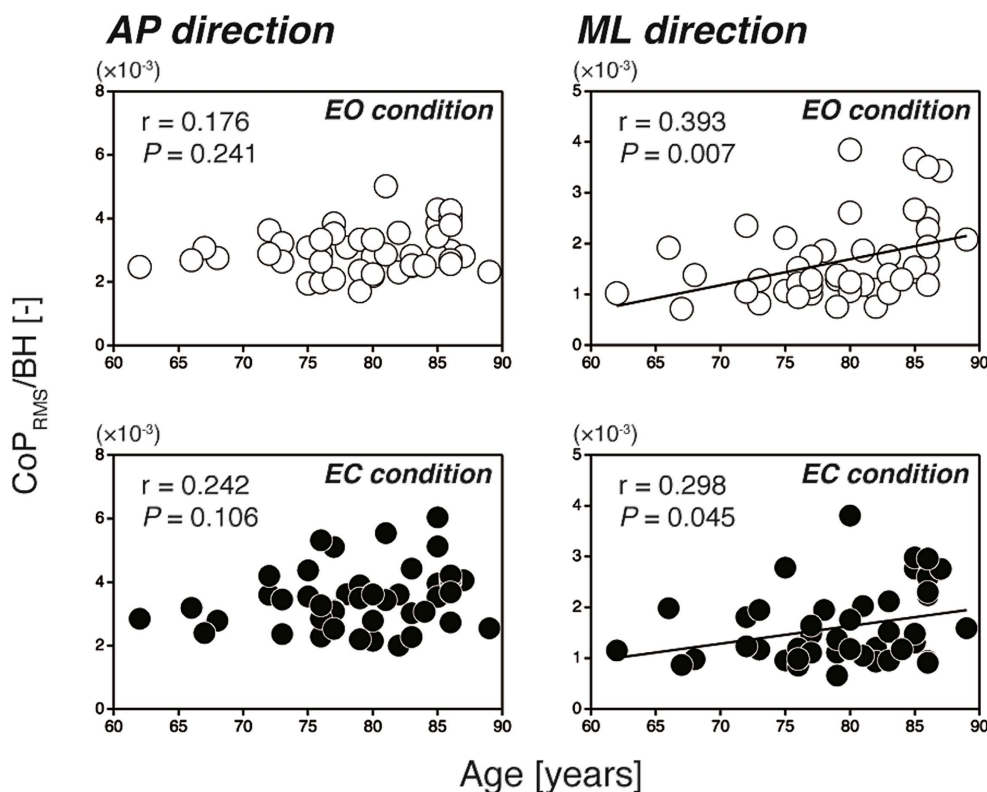 AP direction
ML direction
(×10⁻³)
8
6
4
2
0
60 65 70 75 80 85 90
EO condition
r = 0.176
P = 0.241
(×10⁻³)
5
4
3
2
1
0
60 65 70 75 80 85 90
EO condition
r = 0.393
P = 0.007
CoP_RMS/BH [-]
(×10⁻³)
8
6
4
2
0
60 65 70 75 80 85 90
EC condition
r = 0.242
P = 0.106
(×10⁻³)
5
4
3
2
1
0
60 65 70 75 80 85 90
EC condition
r = 0.298
P = 0.045
Age [years]